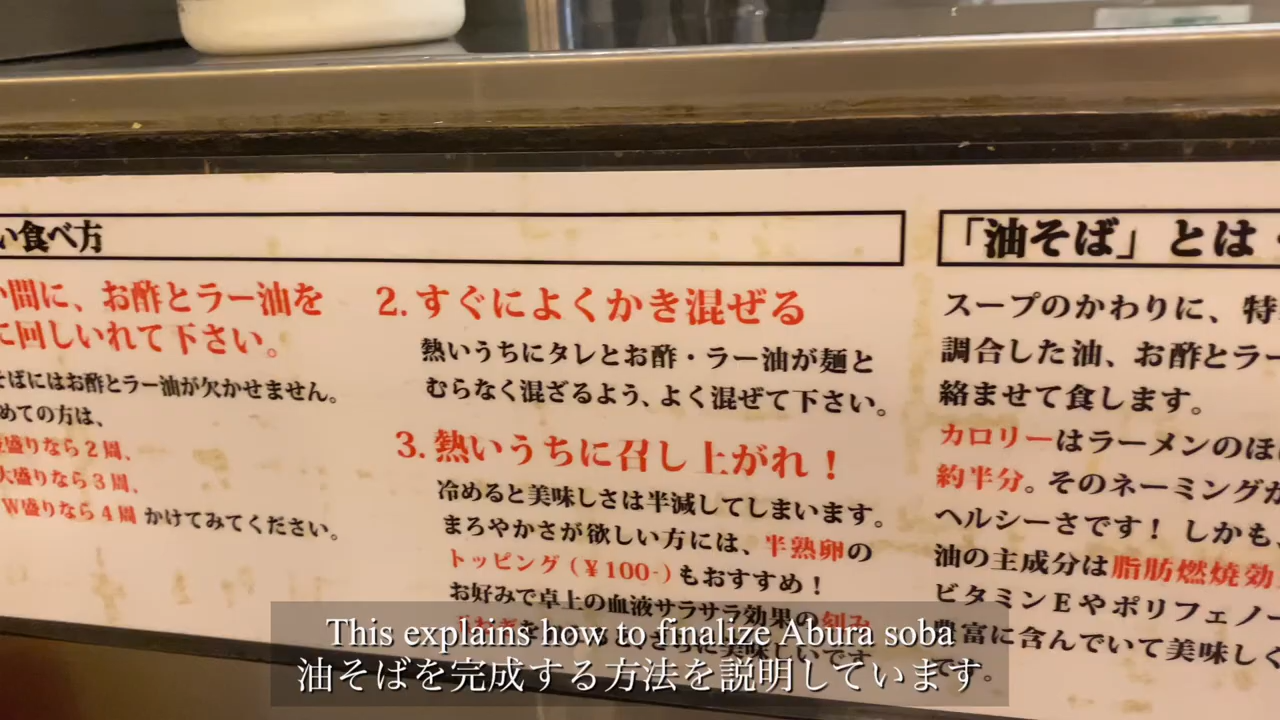 い食べ方
間に、お酢とラー油を
に回しいれて下さい。
そばにはお酢とラー油が欠かせません。
めての方は、
盛りなら2周、
大盛りなら3周、
W盛りなら4周 かけてみてください。
2. すぐによくかき混ぜる
熱いうちにタレとお酢・ラー油が麺と
むらなく混ざるよう、よく混ぜて下さい。
3. 熱いうちに召し上がれ！
冷めると美味しさは半減してしまいます。
まろやかさが欲しい方には、半熟卵の
トッピング（￥100-）もおすすめ！
お好みで卓上の血液サラサラ効果の刻み
さらに美味しいです
「油そば」とは
スープのかわりに、特
調合した油、お酢とラー
絡ませて食します。
カロリーはラーメンのほ
約半分。そのネーミングが
ヘルシーさです！しかも、
油の主成分は脂肪燃焼効
ビタミンEやポリフェノー
豊富に含んでいて美味しく
で。
This explains how to finalize Abura soba
油そばを完成する方法を説明しています。